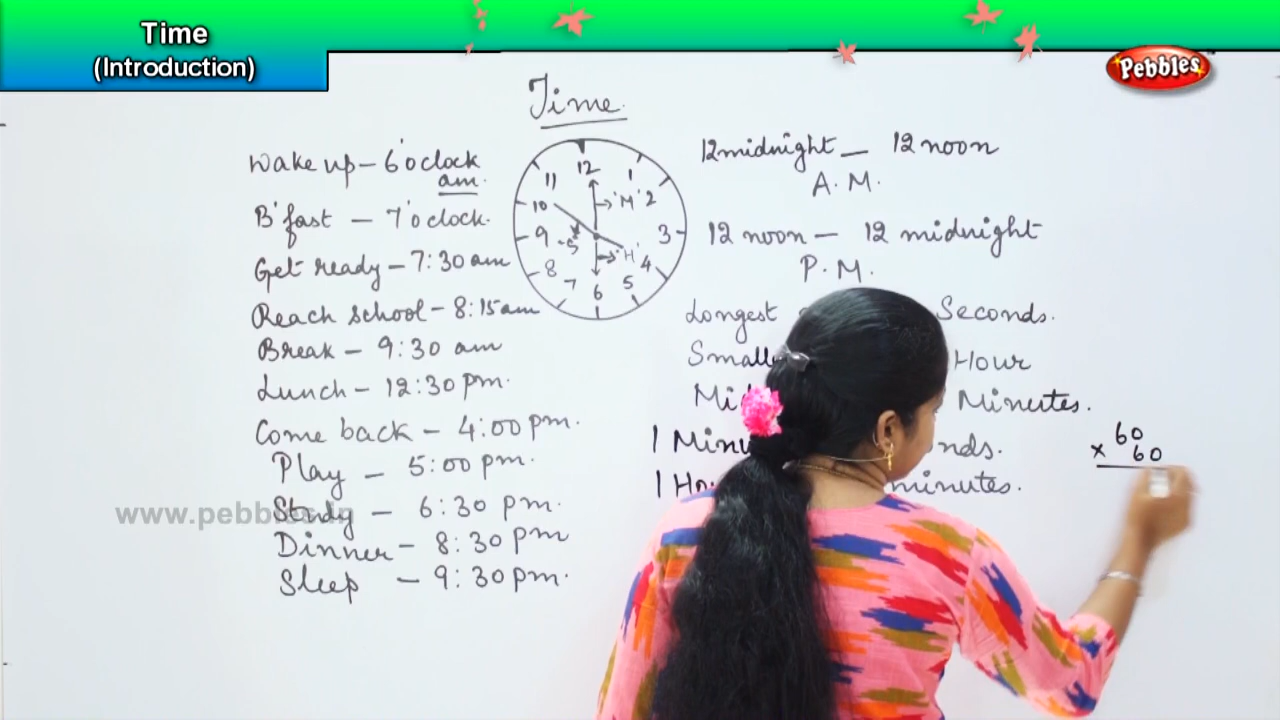 Time
(Introduction)
Pebbles
Time
Wake up – 6 o'clock
am.
B'fast – 7 o'clock.
Get ready – 7:30 am
Reach school – 8:15 am
Break – 9:30 am
Lunch – 12:30 pm.
Come back – 4:00 pm.
Play – 5:00 pm.
Study – 6:30 pm.
Dinner – 8:30 pm
Sleep – 9:30 pm.
www.pebbles.in
12
11 1
10 'M' 2
9 'S' 3
8 'H' 4
7 5
6
12 midnight – 12 noon
A.M.
12 noon – 12 midnight
P.M.
Longest Seconds.
Hour
Minutes.
1
1 minutes.
60
x 60